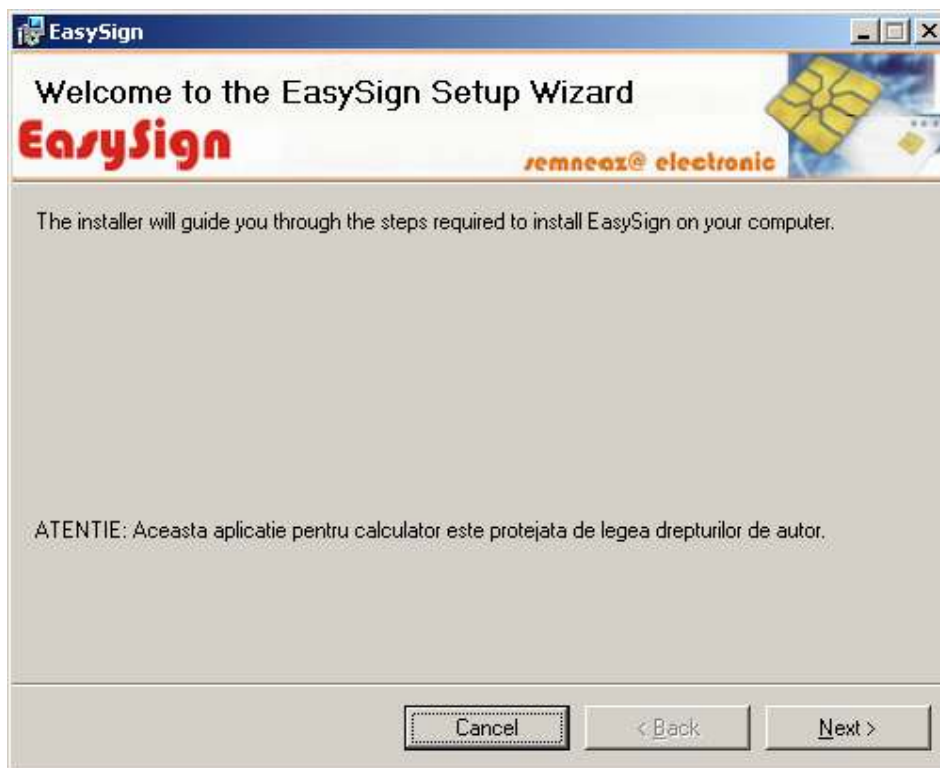 EasySign
Welcome to the EasySign Setup Wizard
EasySign
semneaz@ electronic
The installer will guide you through the steps required to install EasySign on your computer.
ATENTIE: Aceasta aplicatie pentru calculator este protejata de legea drepturilor de autor.
Cancel
< Back
Next >